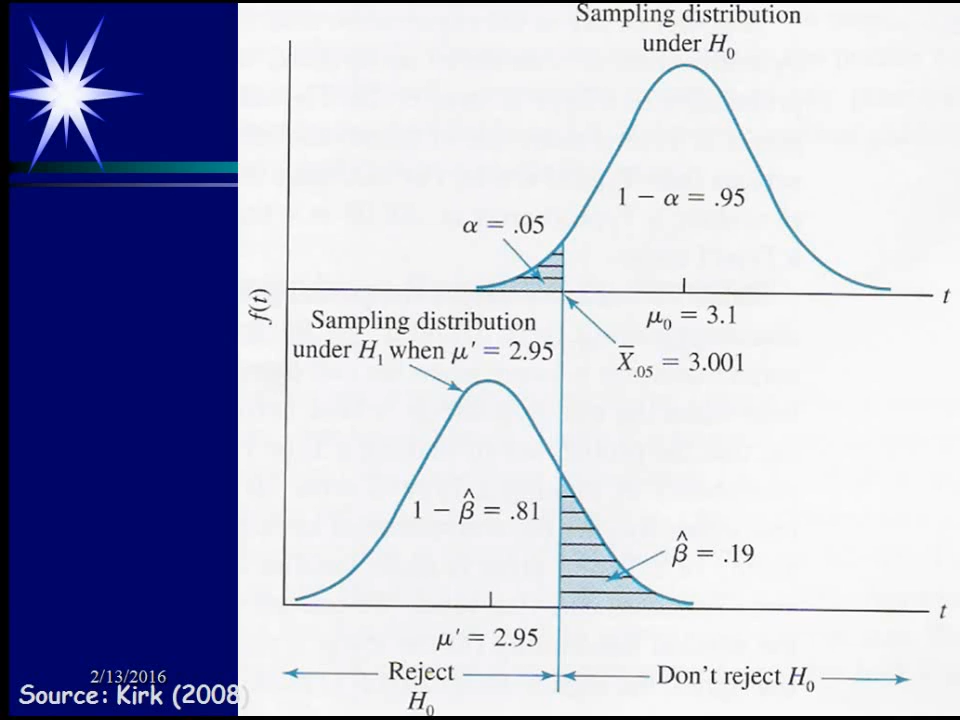 Sampling distribution
under H₀
1 − α = .95
α = .05
t
f(t)
μ₀ = 3.1
X̄.₀₅ = 3.001
Sampling distribution
under H₁ when μ′ = 2.95
1 − β̂ = .81
β̂ = .19
t
μ′ = 2.95
Reject
H₀
Don't reject H₀
2/13/2016
Source: Kirk (2008)